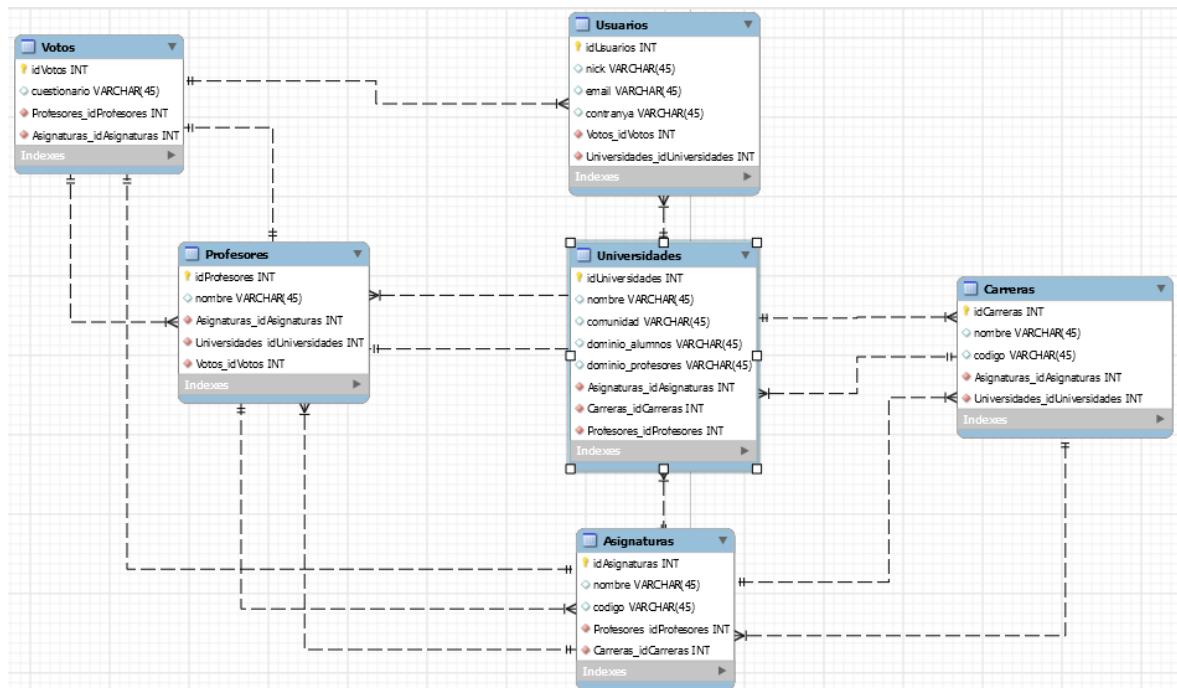 Votos
idVotos INT
cuestionario VARCHAR(45)
Profesores_idProfesores INT
Asignaturas_idAsignaturas INT
Indexes
Usuarios
idUsuarios INT
nick VARCHAR(45)
email VARCHAR(45)
contranya VARCHAR(45)
Votos_idVotos INT
Universidades_idUniversidades INT
Indexes
Profesores
idProfesores INT
nombre VARCHAR(45)
Asignaturas_idAsignaturas INT
Universidades_idUniversidades INT
Votos_idVotos INT
Indexes
Universidades
idUniversidades INT
nombre VARCHAR(45)
comunidad VARCHAR(45)
dominio_alumnos VARCHAR(45)
dominio_profesores VARCHAR(45)
Asignaturas_idAsignaturas INT
Carreras_idCarreras INT
Profesores_idProfesores INT
Indexes
Carreras
idCarreras INT
nombre VARCHAR(45)
codigo VARCHAR(45)
Asignaturas_idAsignaturas INT
Universidades_idUniversidades INT
Indexes
Asignaturas
idAsignaturas INT
nombre VARCHAR(45)
codigo VARCHAR(45)
Profesores_idProfesores INT
Carreras_idCarreras INT
Indexes